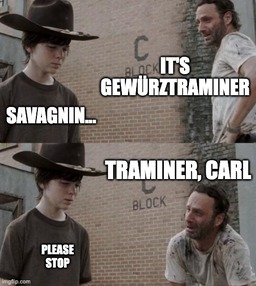 C
BLOCK
IT'S
GEWÜRZTRAMINER
SAVAGNIN...
TRAMINER, CARL
C
BLOCK
PLEASE
STOP
imgflip.com